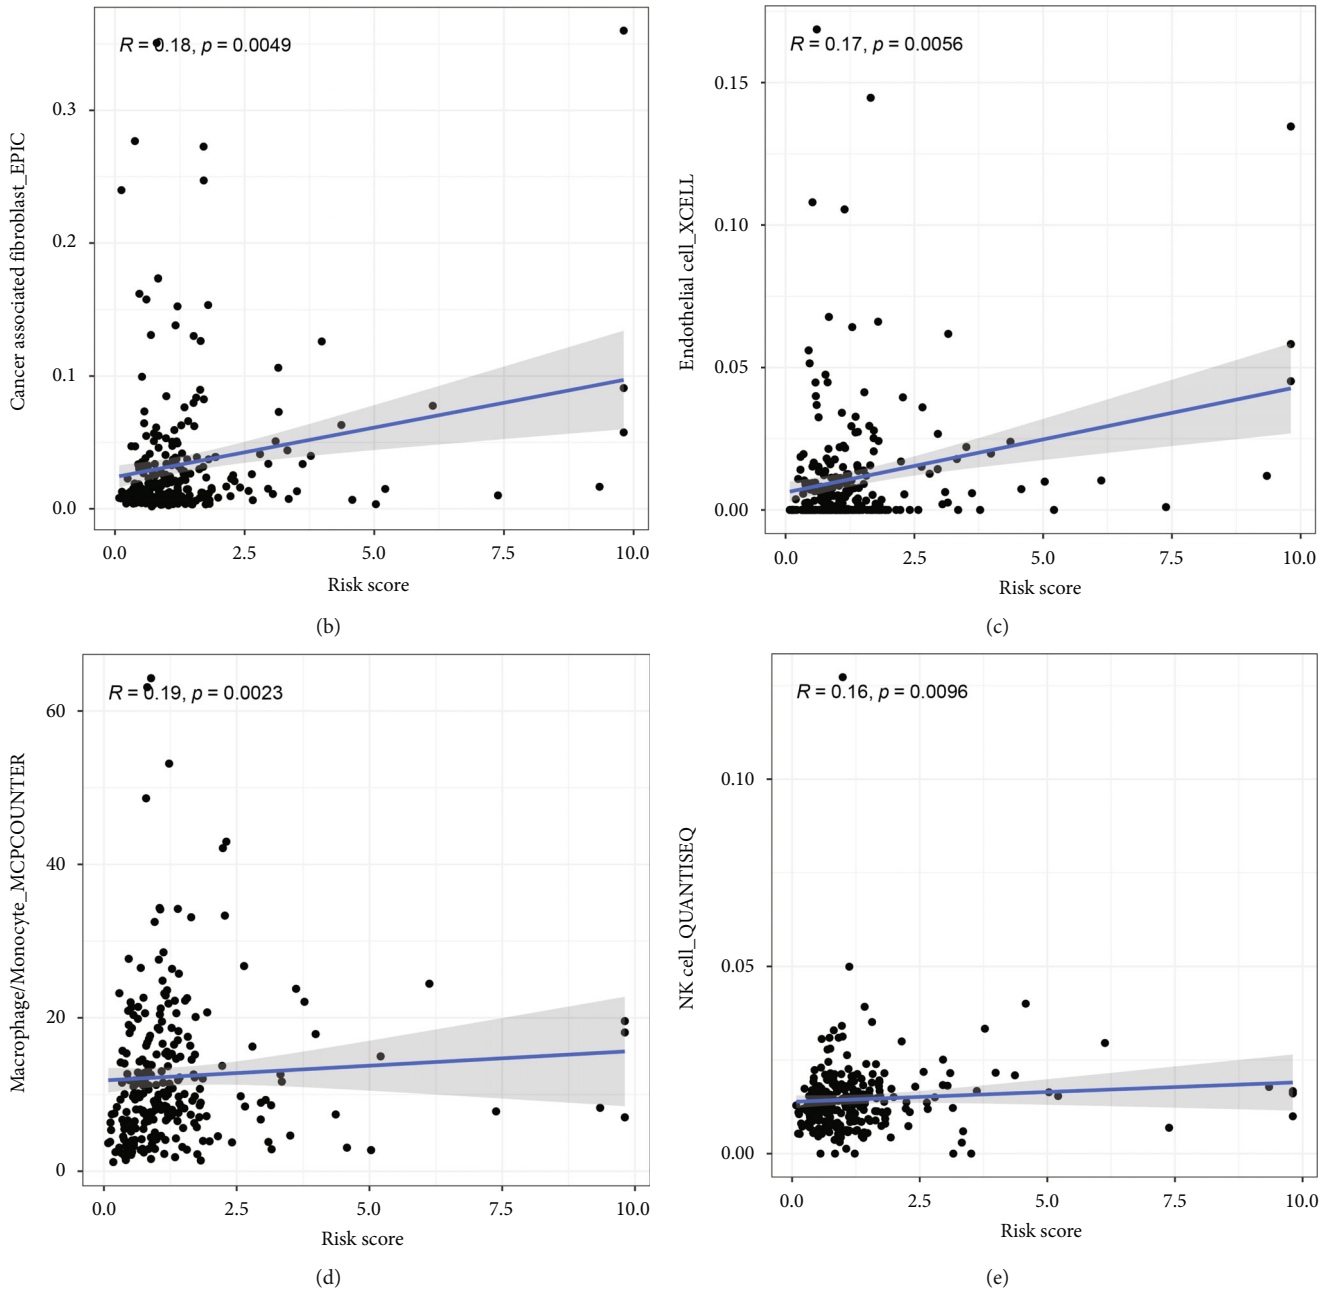 R = 0.18, p = 0.0049
Cancer associated fibroblast_EPIC
0.3
0.2
0.1
0.0
0.0 2.5 5.0 7.5 10.0
Risk score
(b)
R = 0.17, p = 0.0056
Endothelial cell_XCELL
0.15
0.10
0.05
0.00
0.0 2.5 5.0 7.5 10.0
Risk score
(c)
R = 0.19, p = 0.0023
Macrophage/Monocyte_MCPCOUNTER
60
40
20
0
0.0 2.5 5.0 7.5 10.0
Risk score
(d)
R = 0.16, p = 0.0096
NK cell_QUANTISEQ
0.10
0.05
0.00
0.0 2.5 5.0 7.5 10.0
Risk score
(e)